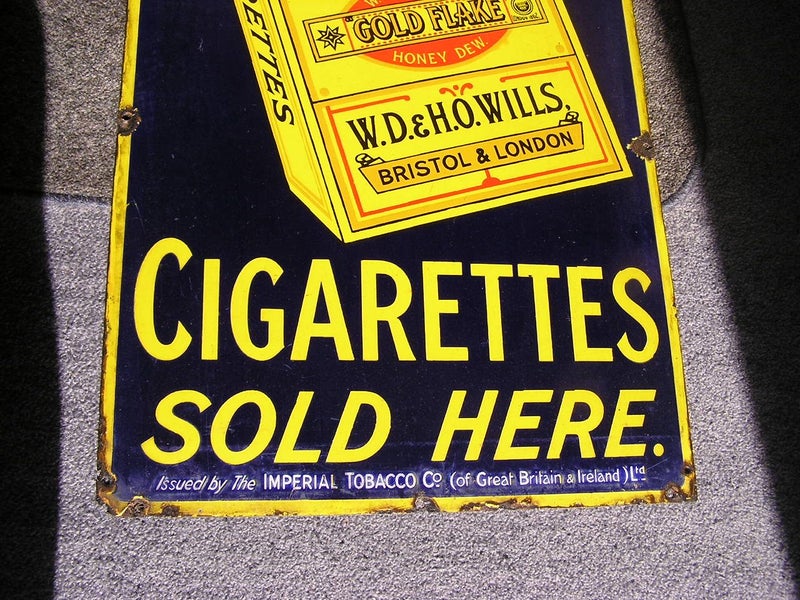 GOLD FLAKE
HONEY DEW.
W.D.&H.O.WILLS,
BRISTOL & LONDON
CIGARETTES
SOLD HERE.
Issued by The IMPERIAL TOBACCO Co (of Great Britain & Ireland) Ltd